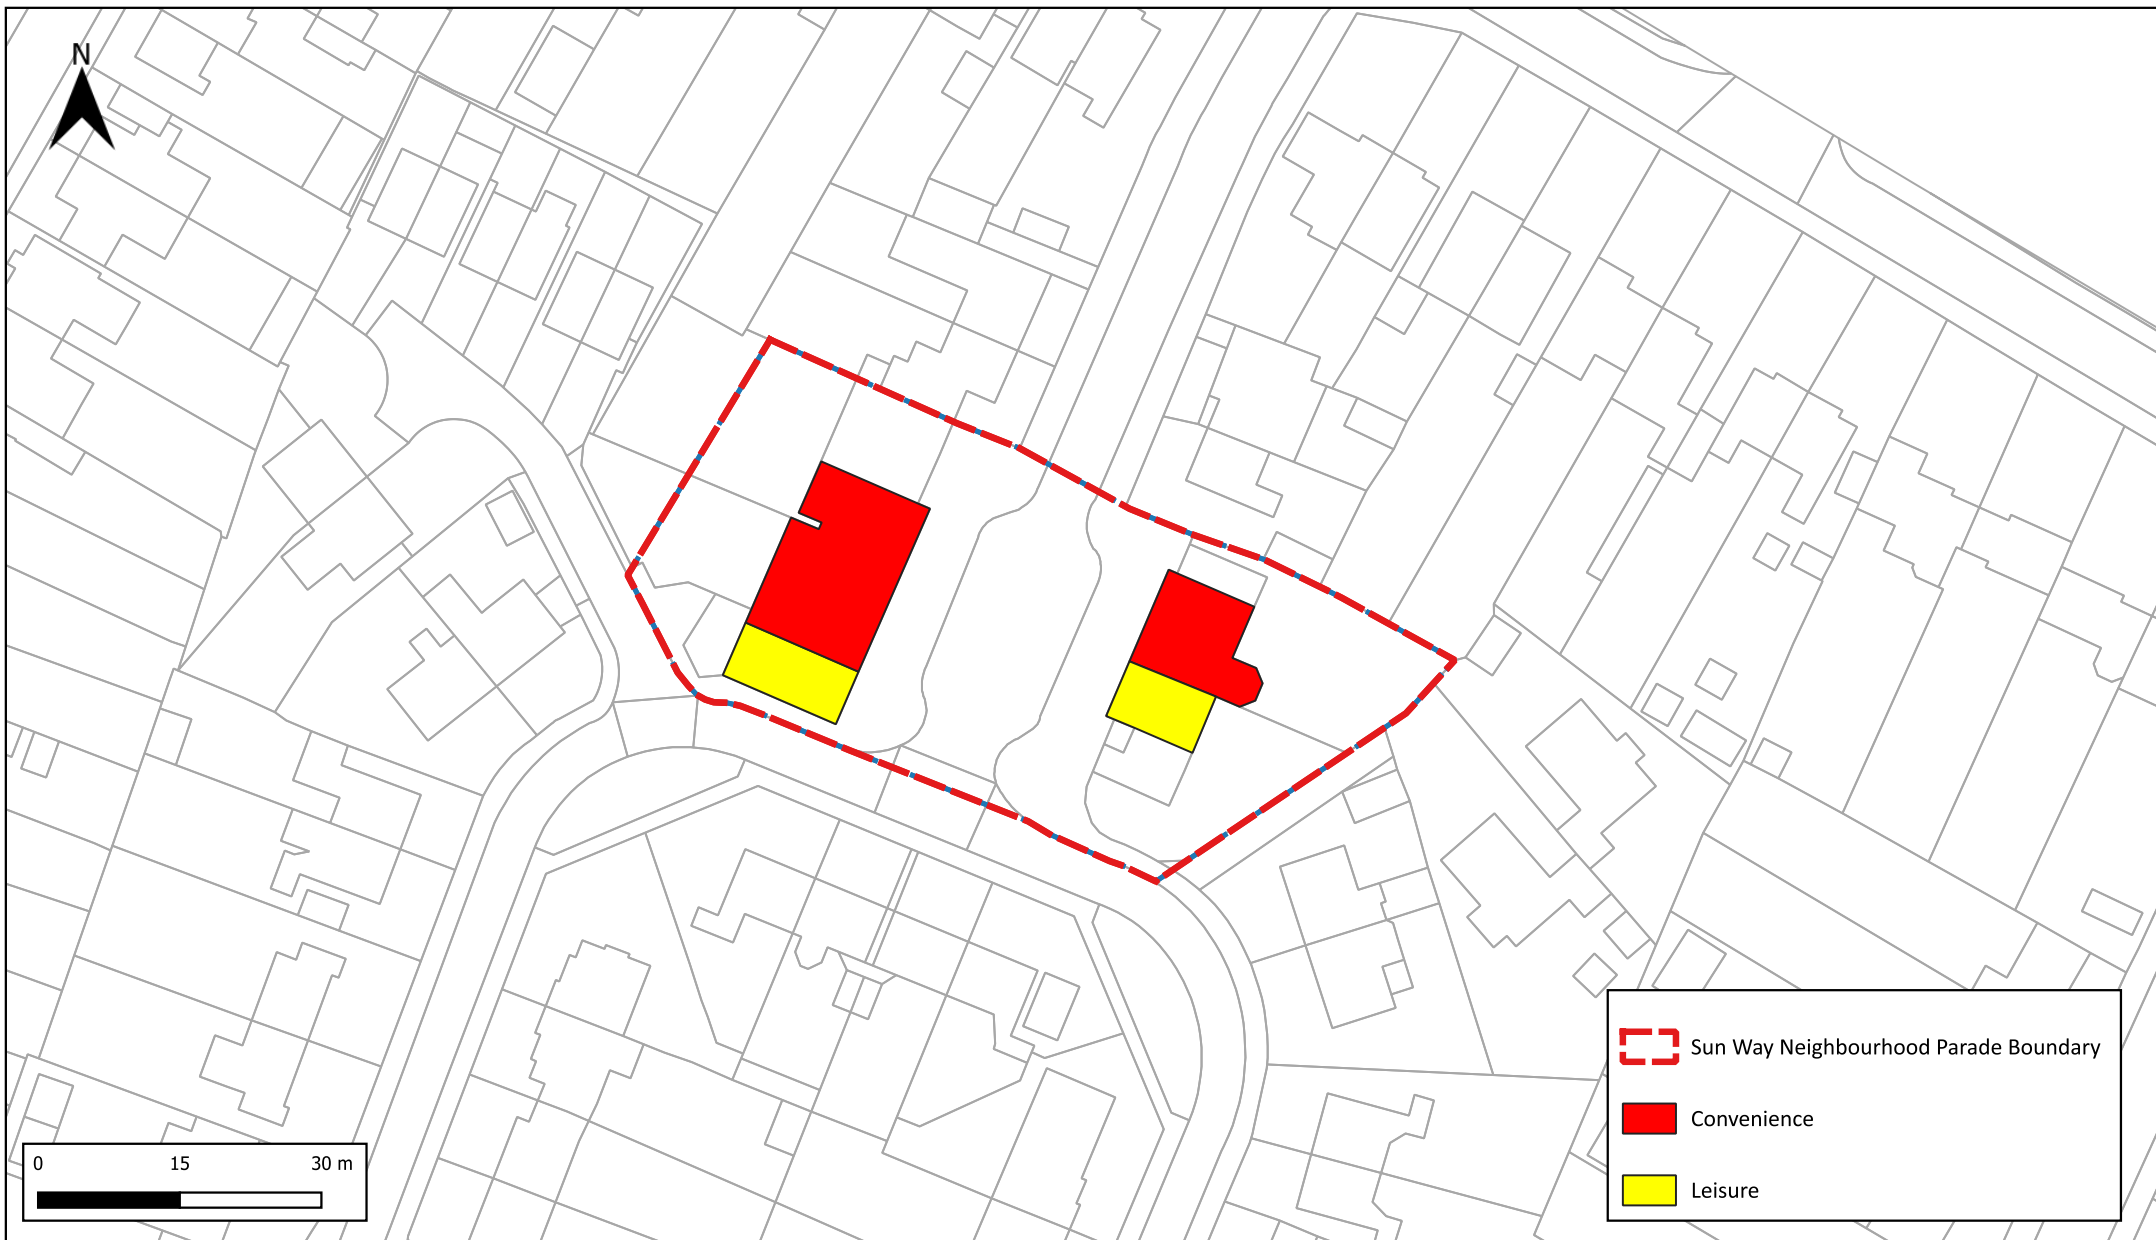 N
Sun Way Neighbourhood Parade Boundary
Convenience
Leisure
0 15 30 m